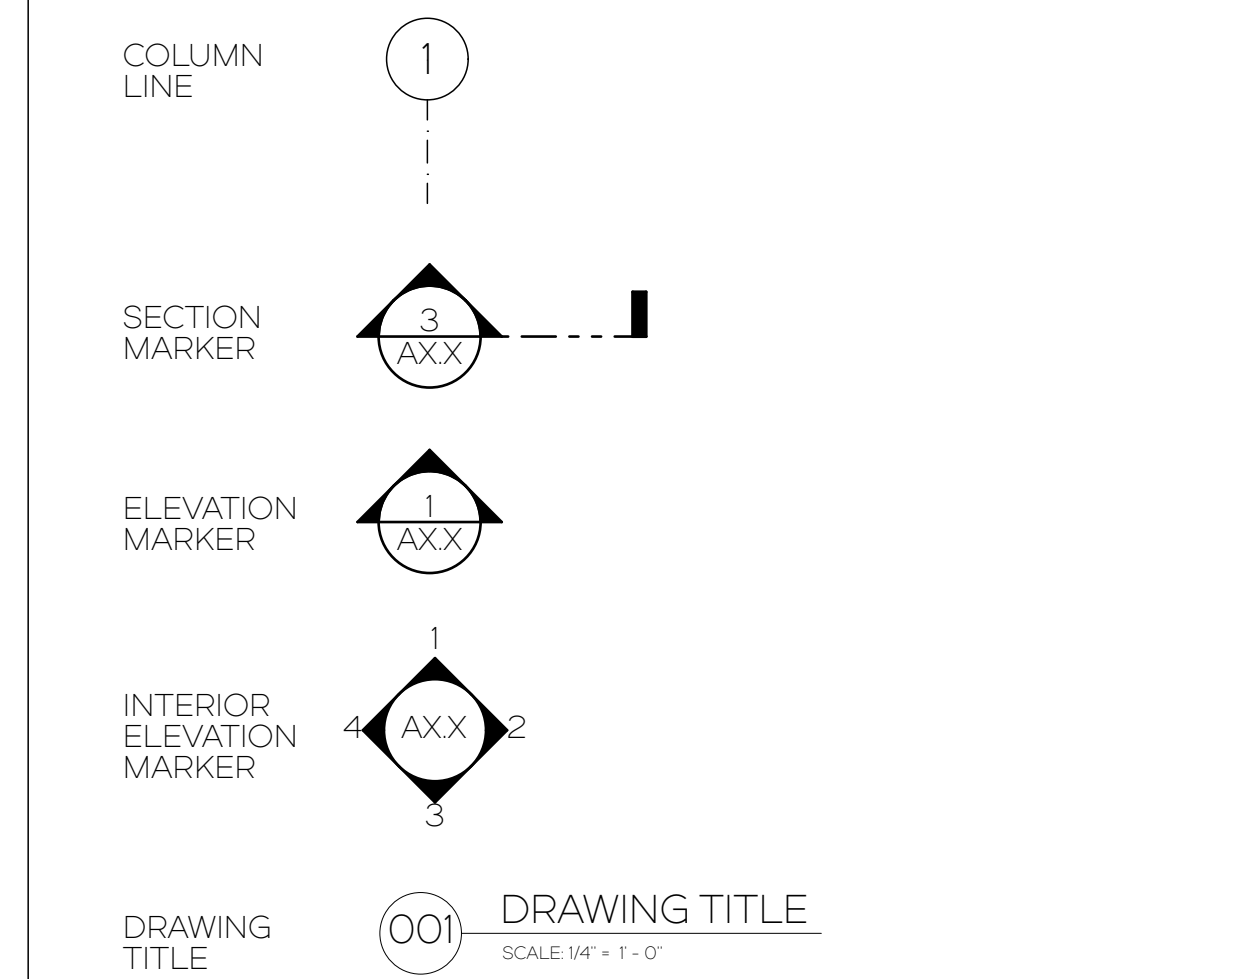 COLUMN
LINE
1
SECTION
MARKER
3
AX.X
ELEVATION
MARKER
1
AX.X
INTERIOR
ELEVATION
MARKER
1
4
AX.X
2
3
DRAWING
TITLE
001
DRAWING TITLE
SCALE: 1/4" = 1' - 0"